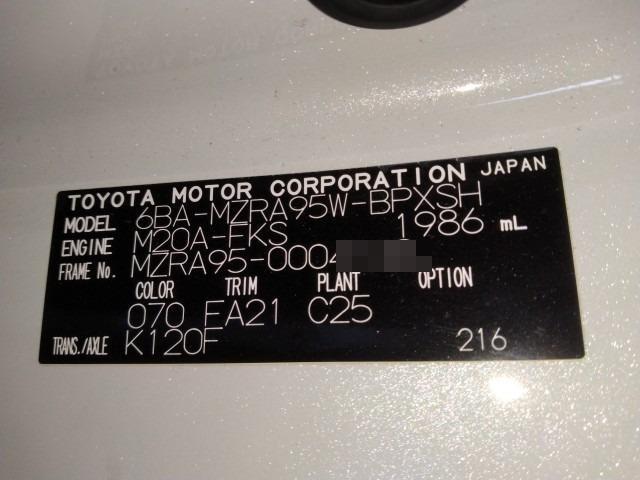 TOYOTA MOTOR CORPORATION JAPAN
MODEL 6BA-MZRA95W-BPXSH
ENGINE M20A-FKS 1986 mL
FRAME No. MZRA95-0004
COLOR TRIM PLANT OPTION
070 EA21 C25
TRANS./AXLE K120F 216